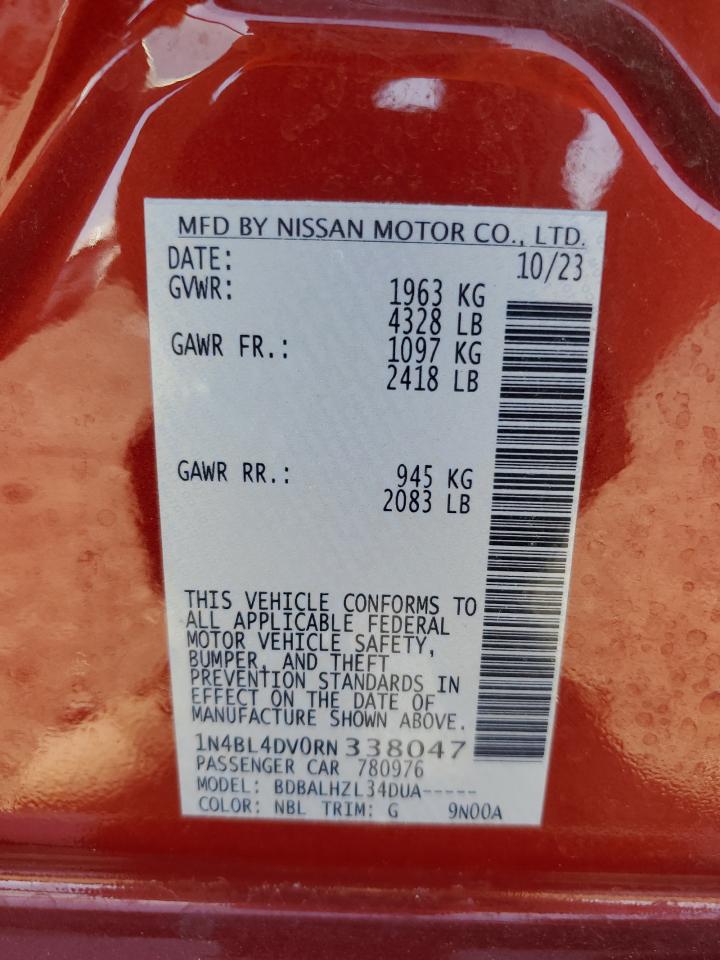 MFD BY NISSAN MOTOR CO., LTD.
DATE: 10/23
GVWR: 1963 KG
4328 LB
GAWR FR.: 1097 KG
2418 LB
GAWR RR.: 945 KG
2083 LB
THIS VEHICLE CONFORMS TO
ALL APPLICABLE FEDERAL
MOTOR VEHICLE SAFETY,
BUMPER, AND THEFT
PREVENTION STANDARDS IN
EFFECT ON THE DATE OF
MANUFACTURE SHOWN ABOVE.
1N4BL4DV0RN338047
PASSENGER CAR 780976
MODEL: BDBALHZL34DUA-----
COLOR: NBL TRIM: G 9N00A